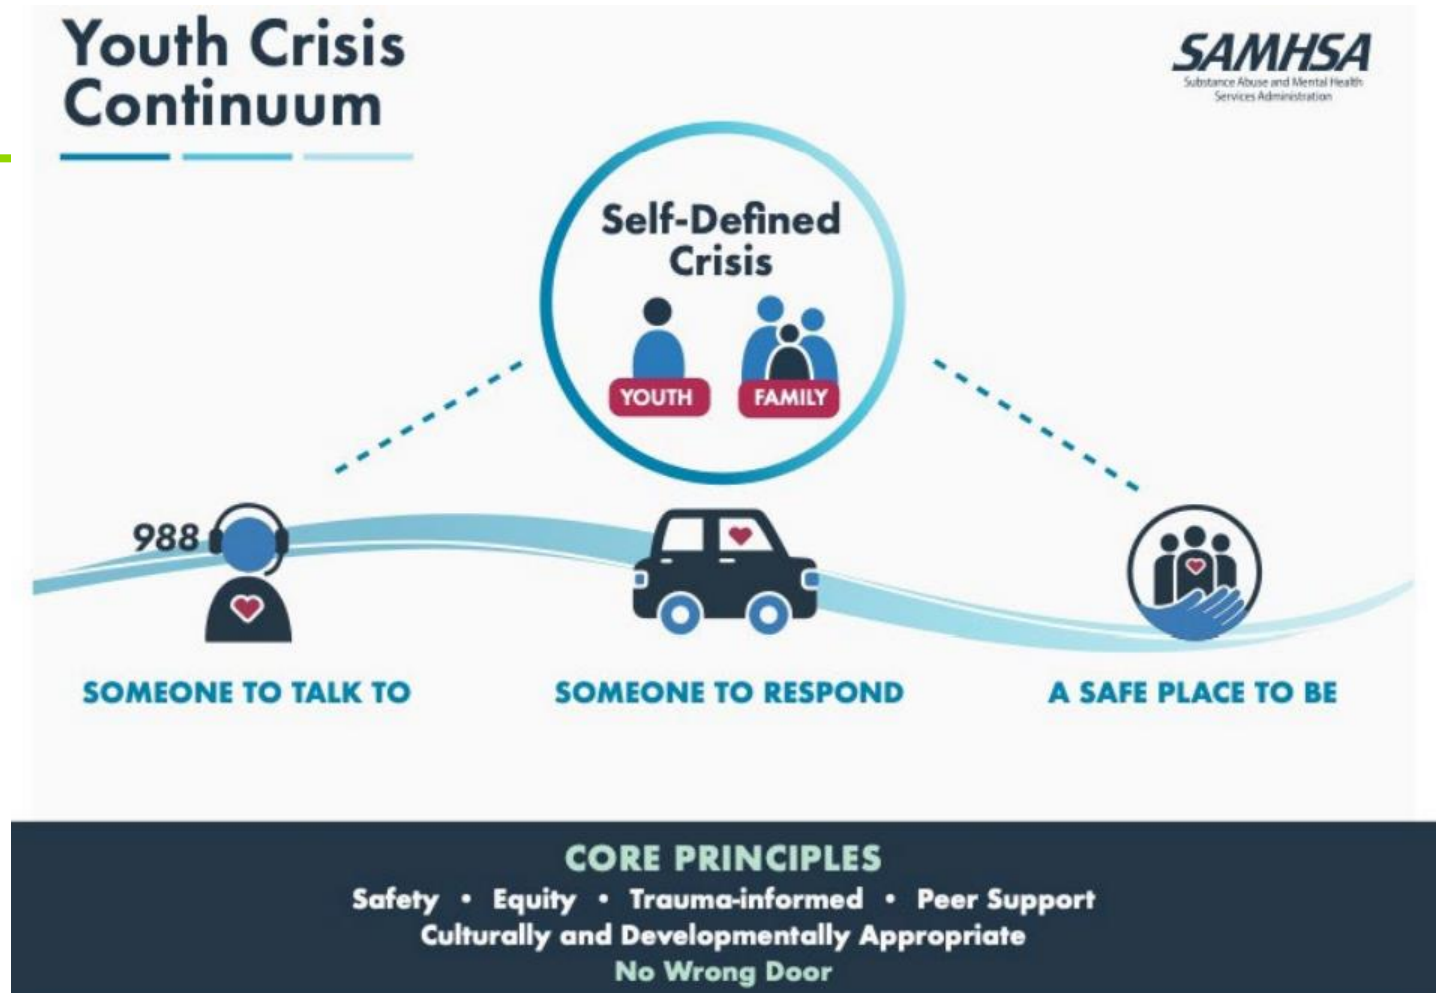 Youth Crisis
Continuum
SAMHSA
Substance Abuse and Mental Health
Services Administration
Self-Defined
Crisis
YOUTH
FAMILY
988
SOMEONE TO TALK TO
SOMEONE TO RESPOND
A SAFE PLACE TO BE
CORE PRINCIPLES
Safety • Equity • Trauma-informed • Peer Support
Culturally and Developmentally Appropriate
No Wrong Door